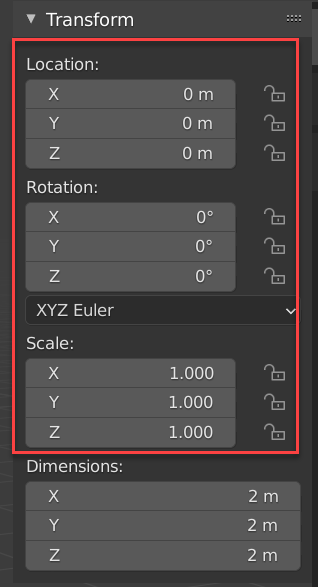 Transform
Location:
X 0 m
Y 0 m
Z 0 m
Rotation:
X 0°
Y 0°
Z 0°
XYZ Euler
Scale:
X 1.000
Y 1.000
Z 1.000
Dimensions:
X 2 m
Y 2 m
Z 2 m